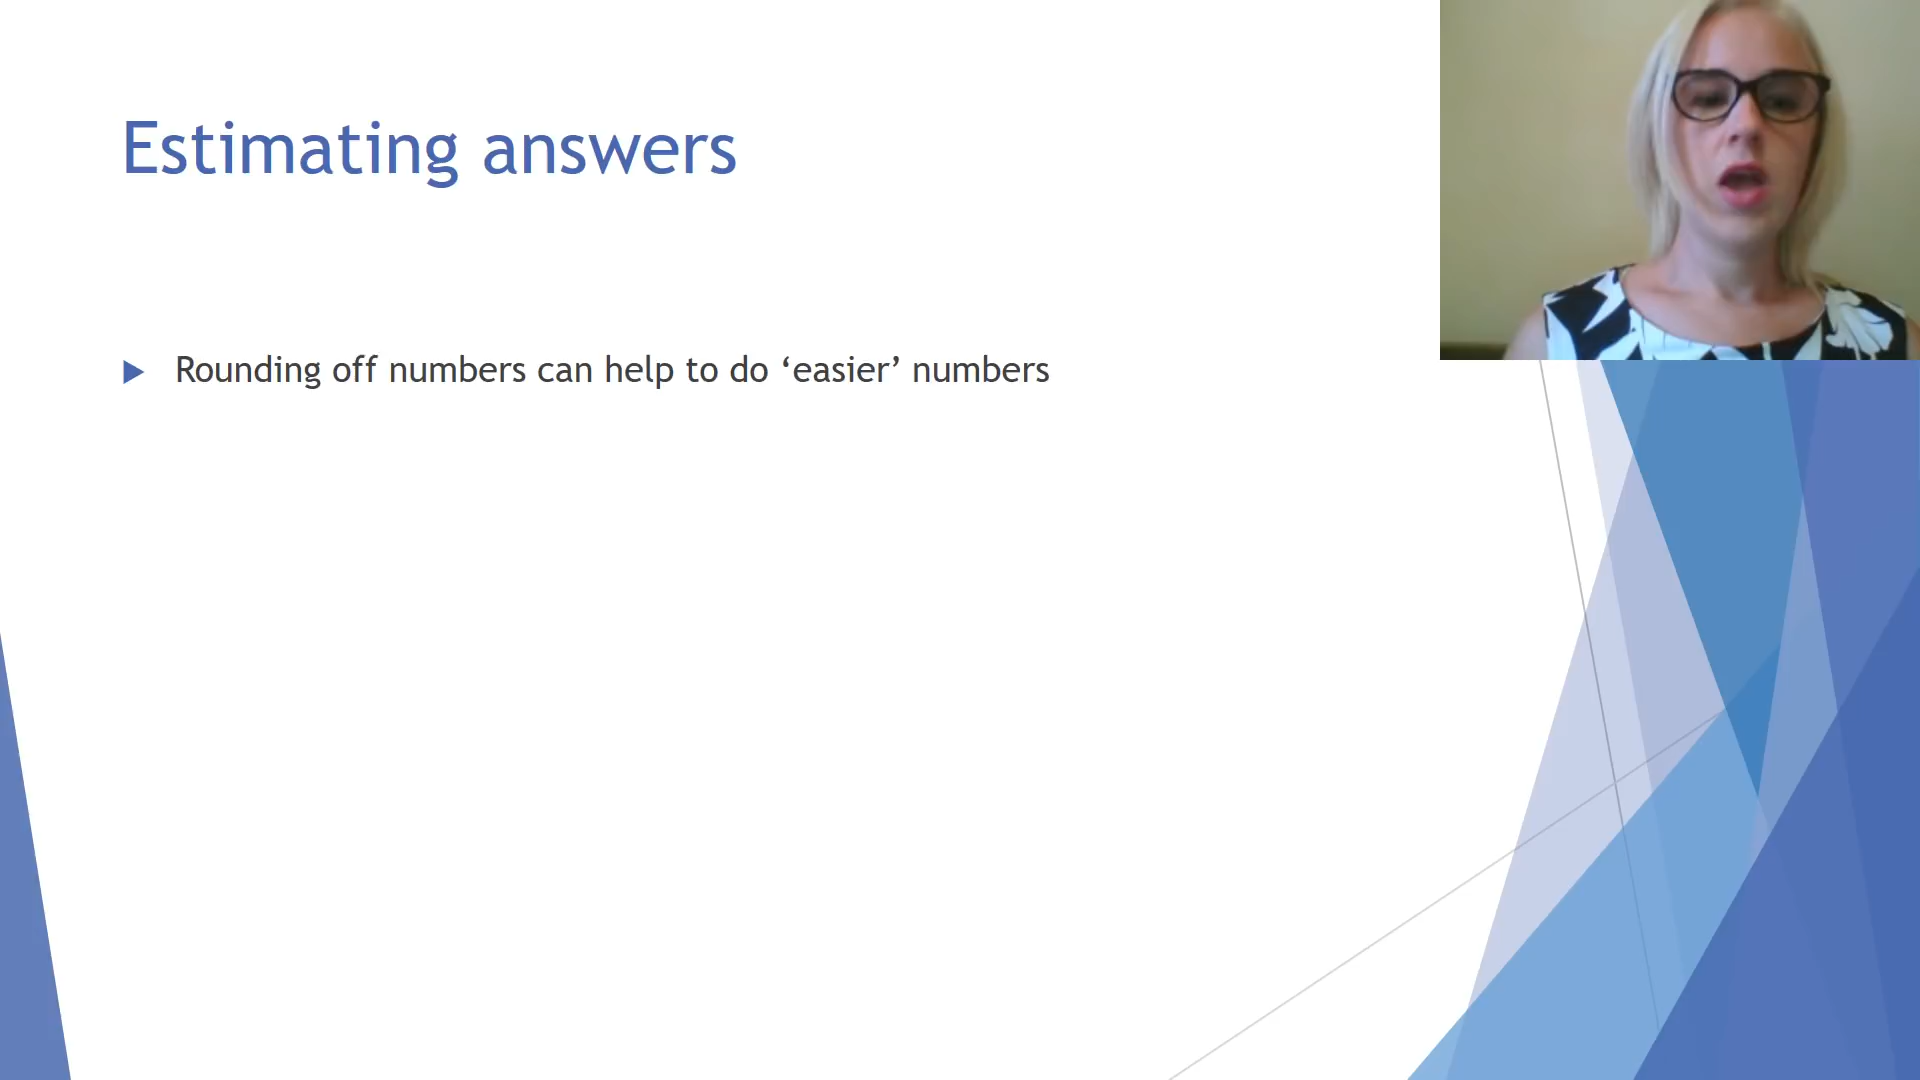 Estimating answers
Rounding off numbers can help to do ‘easier’ numbers